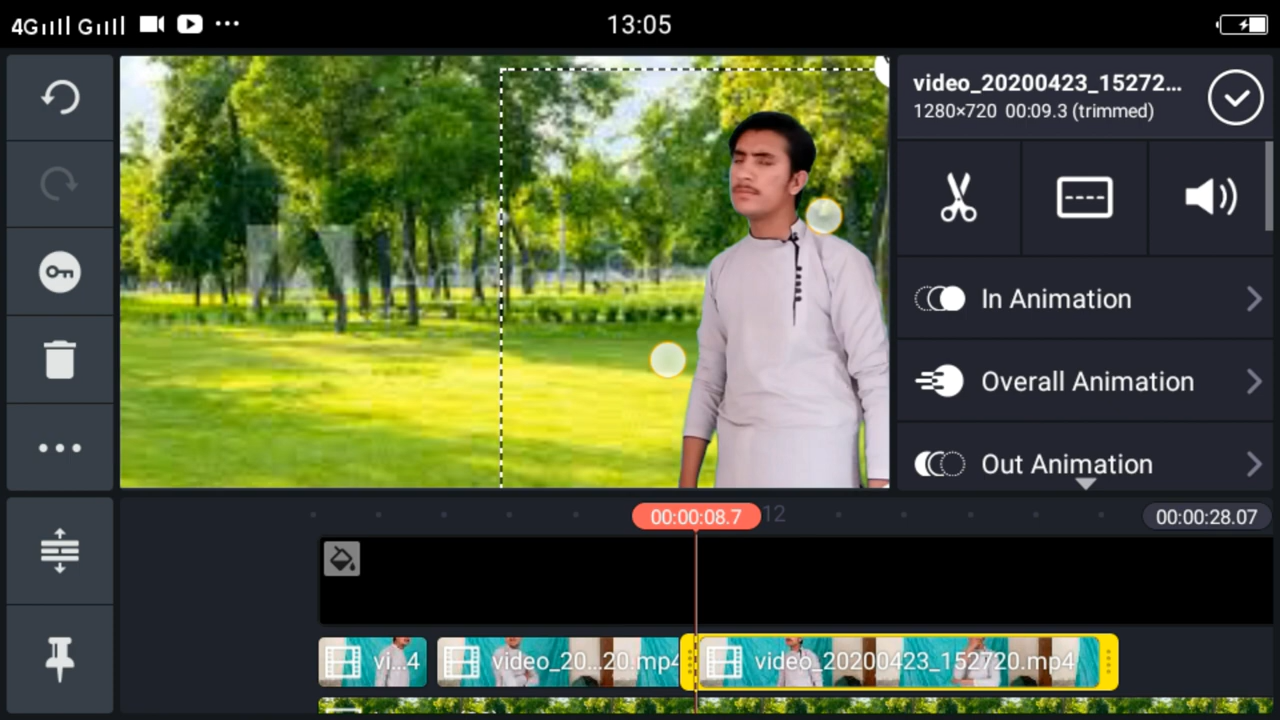 4G G 13:05
video_20200423_15272...
1280×720 00:09.3 (trimmed)
In Animation
Overall Animation
Out Animation
00:00:08.7 12 00:00:28.07
vi...4 video_20...20.mp4 video_20200423_152720.mp4